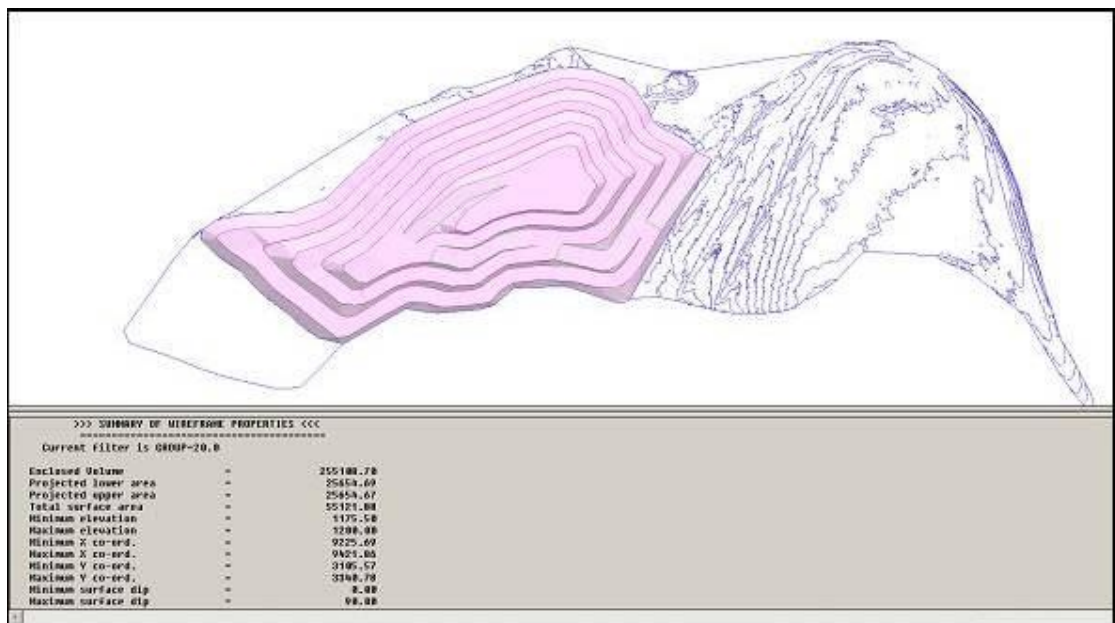 >>> SUMMARY OF WIREFRAME PROPERTIES <<<
======================================
Current filter is GROUP=20.0
Enclosed Volume = 255108.70
Projected lower area = 25654.69
Projected upper area = 25654.67
Total surface area = 55121.08
Minimum elevation = 1175.50
Maximum elevation = 1200.00
Minimum X co-ord. = 9225.69
Maximum X co-ord. = 9421.06
Minimum Y co-ord. = 3105.57
Maximum Y co-ord. = 3340.78
Minimum surface dip = 0.00
Maximum surface dip = 90.00